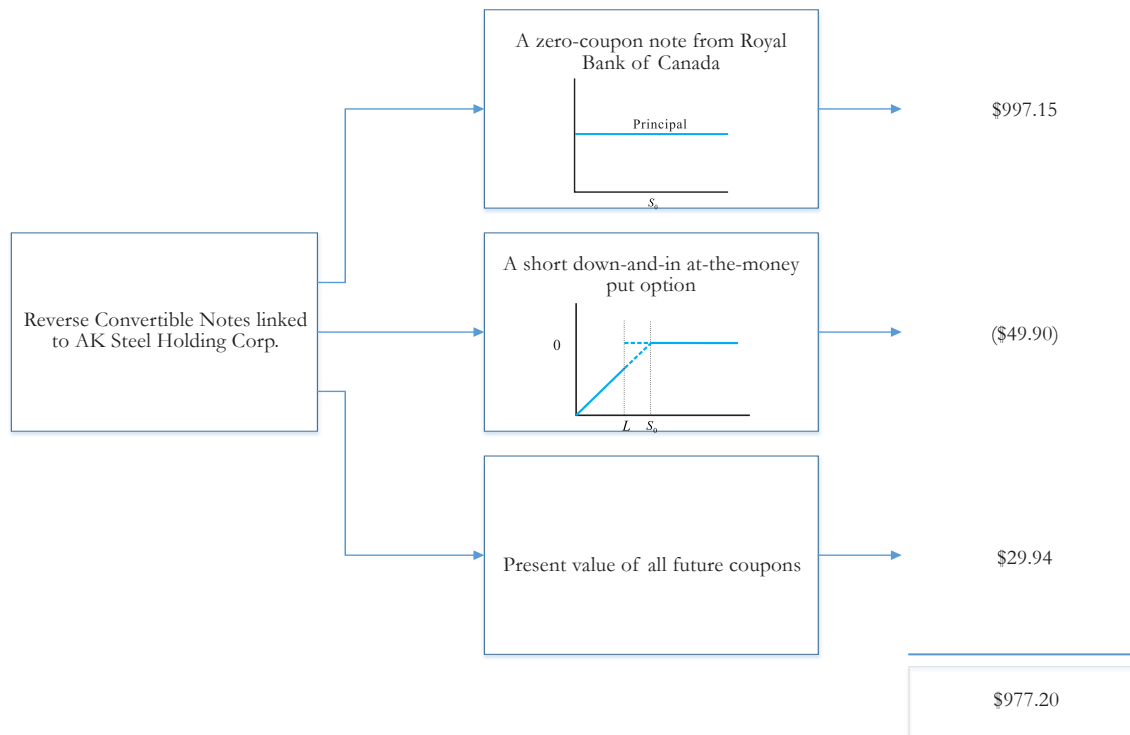 A zero-coupon note from Royal
Bank of Canada
Principal
S₀
$997.15
Reverse Convertible Notes linked
to AK Steel Holding Corp.
A short down-and-in at-the-money
put option
0
L S₀
($49.90)
Present value of all future coupons
$29.94
$977.20